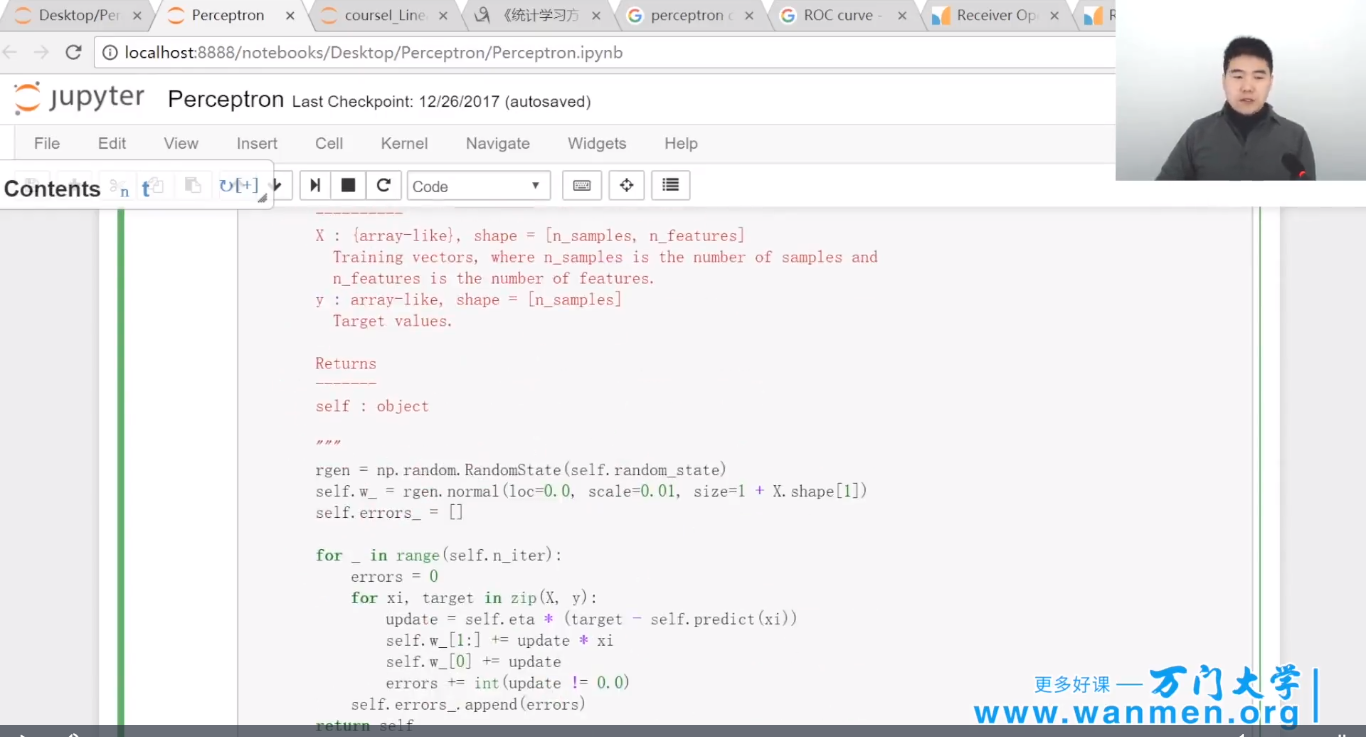 Desktop/Per
Perceptron
coursel_Line
《统计学习方
perceptron
ROC curve -
Receiver Op
localhost:8888/notebooks/Desktop/Perceptron/Perceptron.ipynb
jupyter Perceptron Last Checkpoint: 12/26/2017 (autosaved)
File Edit View Insert Cell Kernel Navigate Widgets Help
Contents n t [+] Code
----------
X : {array-like}, shape = [n_samples, n_features]
Training vectors, where n_samples is the number of samples and
n_features is the number of features.
y : array-like, shape = [n_samples]
Target values.
Returns
-------
self : object
"""
rgen = np.random.RandomState(self.random_state)
self.w_ = rgen.normal(loc=0.0, scale=0.01, size=1 + X.shape[1])
self.errors_ = []
for _ in range(self.n_iter):
errors = 0
for xi, target in zip(X, y):
update = self.eta * (target - self.predict(xi))
self.w_[1:] += update * xi
self.w_[0] += update
errors += int(update != 0.0)
self.errors_.append(errors)
return self
更多好课 — 万门大学
www.wanmen.org